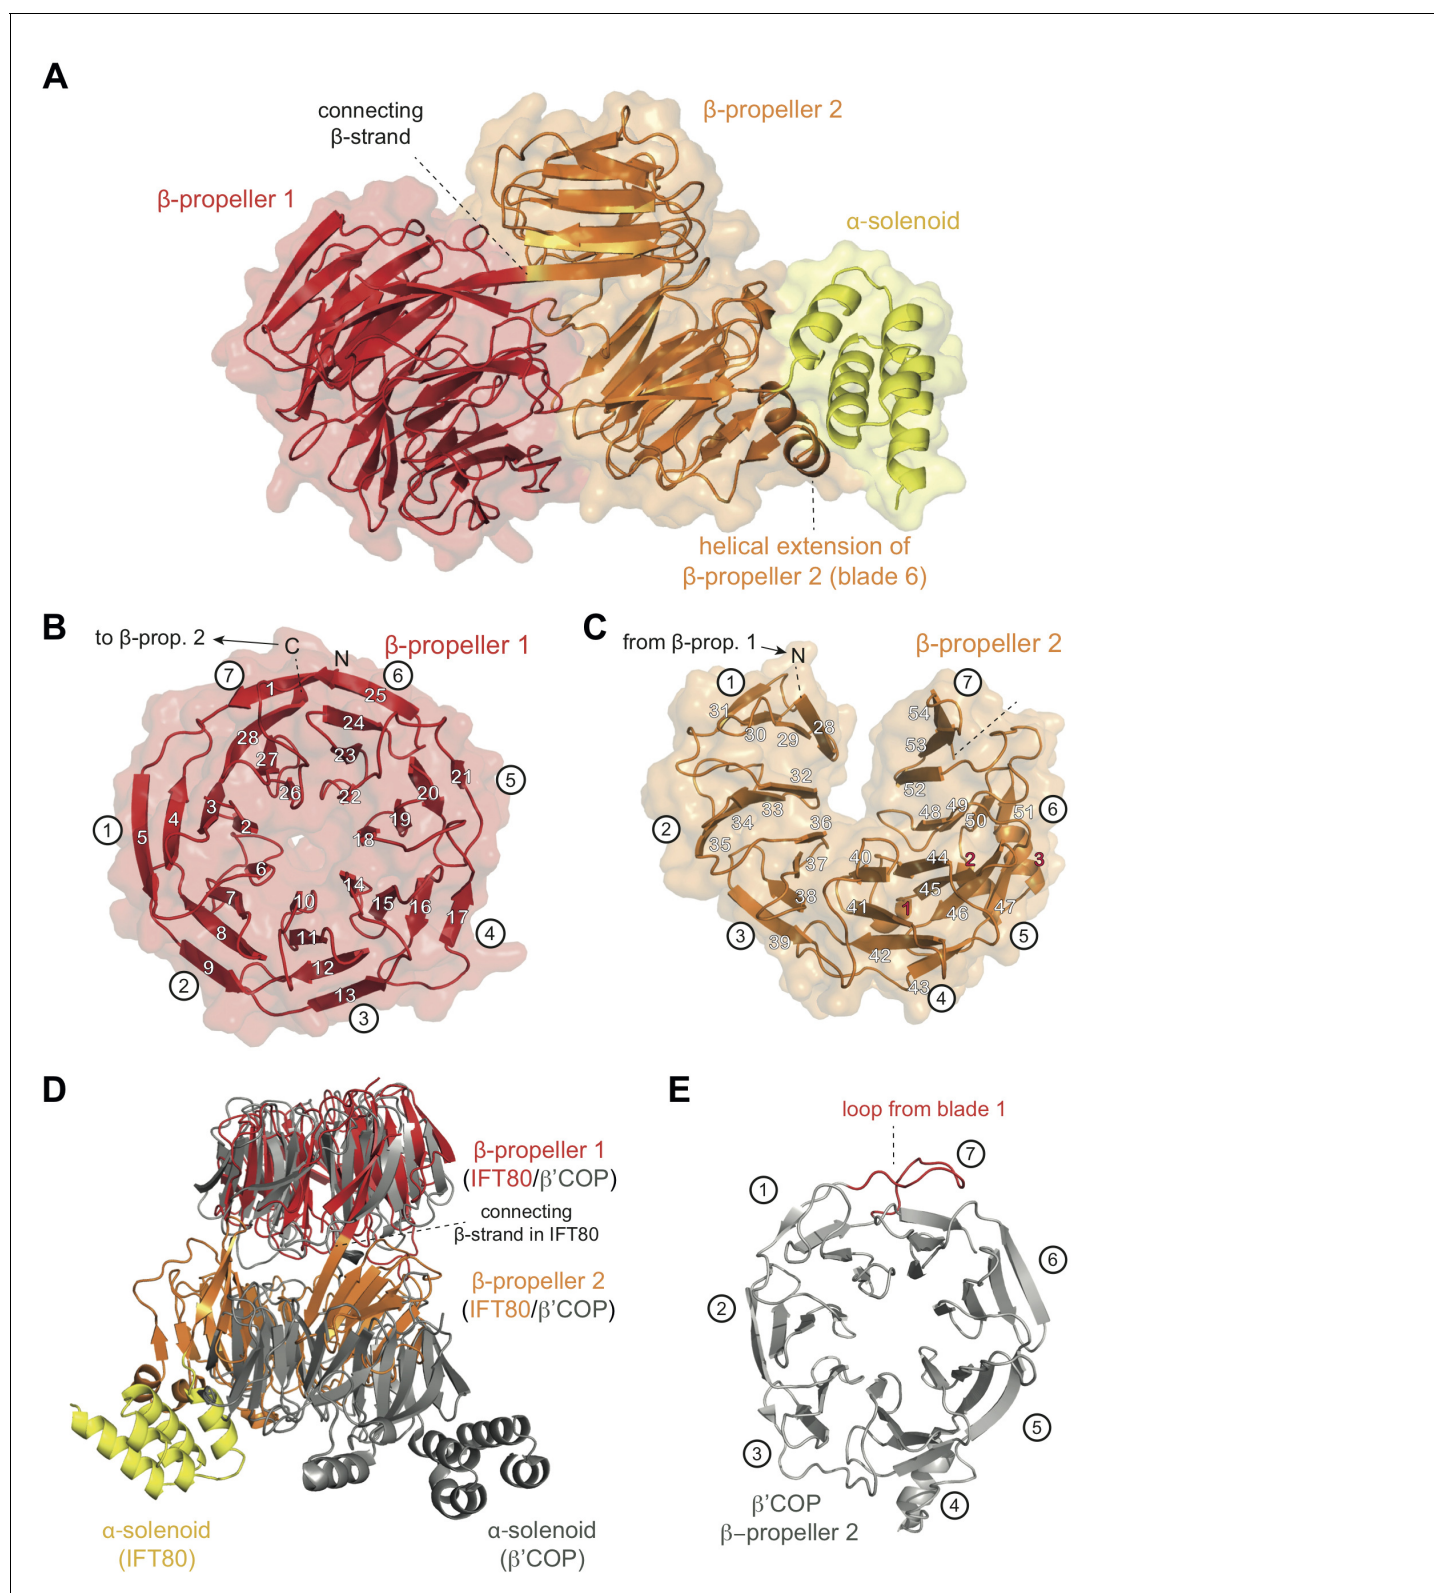 A
connecting
β-strand
β-propeller 2
β-propeller 1
α-solenoid
helical extension of
β-propeller 2 (blade 6)
B
to β-prop. 2
C
N
β-propeller 1
7
6
1
25
24
28
27
23
26
22
21
20
5
3
19
4
2
18
1
5
6
14
7
10
15
16
17
8
11
4
9
12
2
13
3
C
from β-prop. 1
N
β-propeller 2
1
7
31
54
28
30
29
53
32
52
33
48
49
51
6
34
36
50
2
35
37
40
44
2
3
38
45
41
1
46
47
3
39
5
42
43
4
D
β-propeller 1
(IFT80/β’COP)
connecting
β-strand in IFT80
β-propeller 2
(IFT80/β’COP)
α-solenoid
(IFT80)
α-solenoid
(β’COP)
E
loop from blade 1
7
1
6
2
5
3
4
β’COP
β–propeller 2